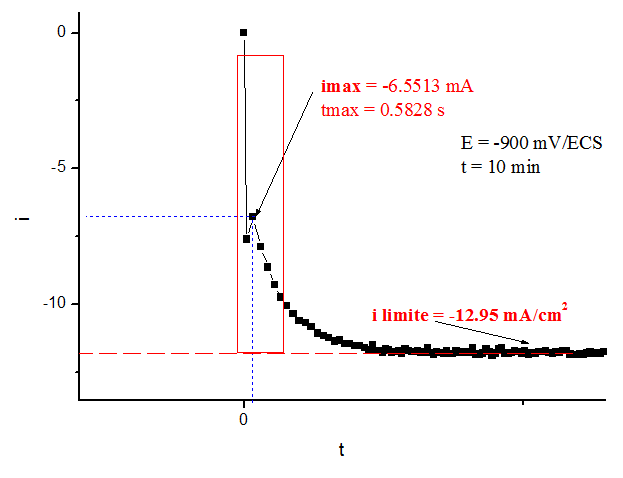 0
imax = -6.5513 mA
tmax = 0.5828 s
E = -900 mV/ECS
t = 10 min
-5
i
-10
i limite = -12.95 mA/cm2
0
t